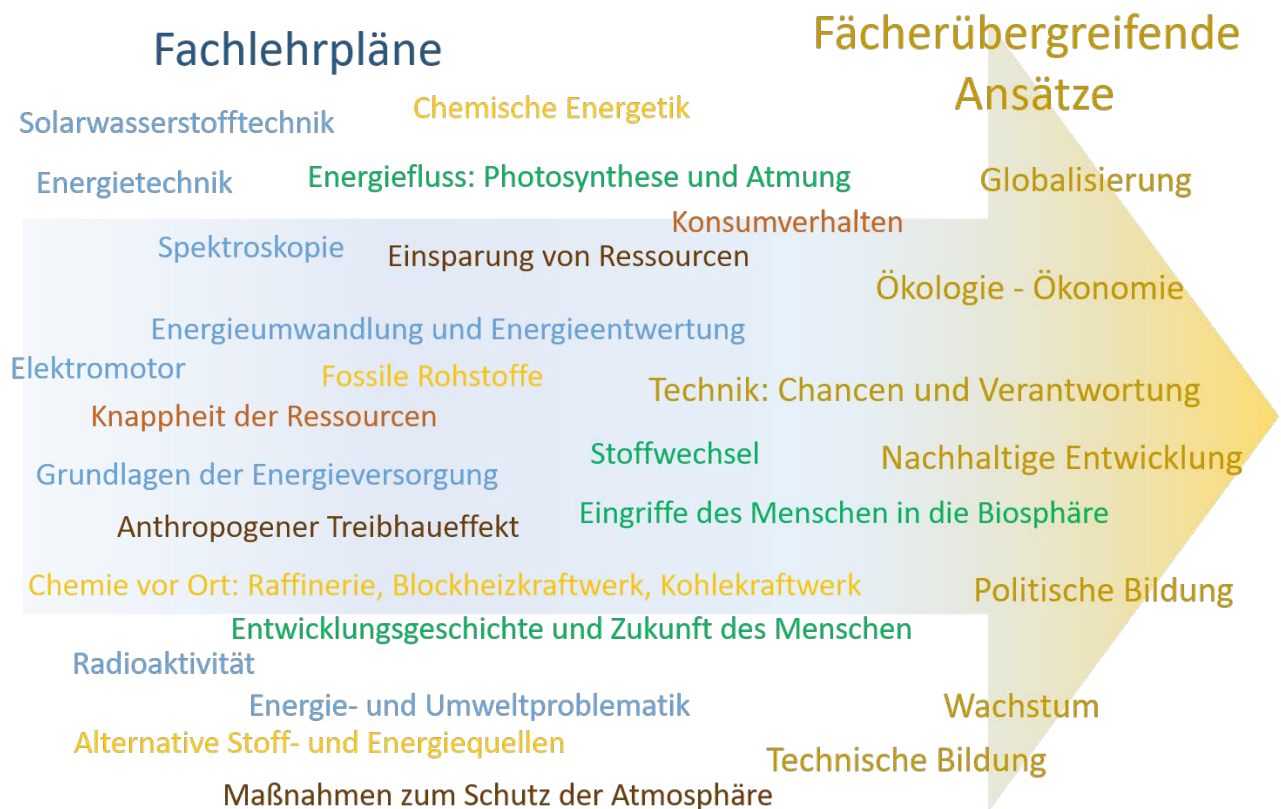 Fachlehrpläne
Fächerübergreifende
Ansätze
Solarwasserstofftechnik
Chemische Energetik
Energietechnik
Energiefluss: Photosynthese und Atmung
Globalisierung
Konsumverhalten
Spektroskopie
Einsparung von Ressourcen
Ökologie - Ökonomie
Energieumwandlung und Energieentwertung
Elektromotor
Fossile Rohstoffe
Technik: Chancen und Verantwortung
Knappheit der Ressourcen
Stoffwechsel
Nachhaltige Entwicklung
Grundlagen der Energieversorgung
Eingriffe des Menschen in die Biosphäre
Anthropogener Treibhaueffekt
Chemie vor Ort: Raffinerie, Blockheizkraftwerk, Kohlekraftwerk
Politische Bildung
Entwicklungsgeschichte und Zukunft des Menschen
Radioaktivität
Energie- und Umweltproblematik
Wachstum
Alternative Stoff- und Energiequellen
Technische Bildung
Maßnahmen zum Schutz der Atmosphäre